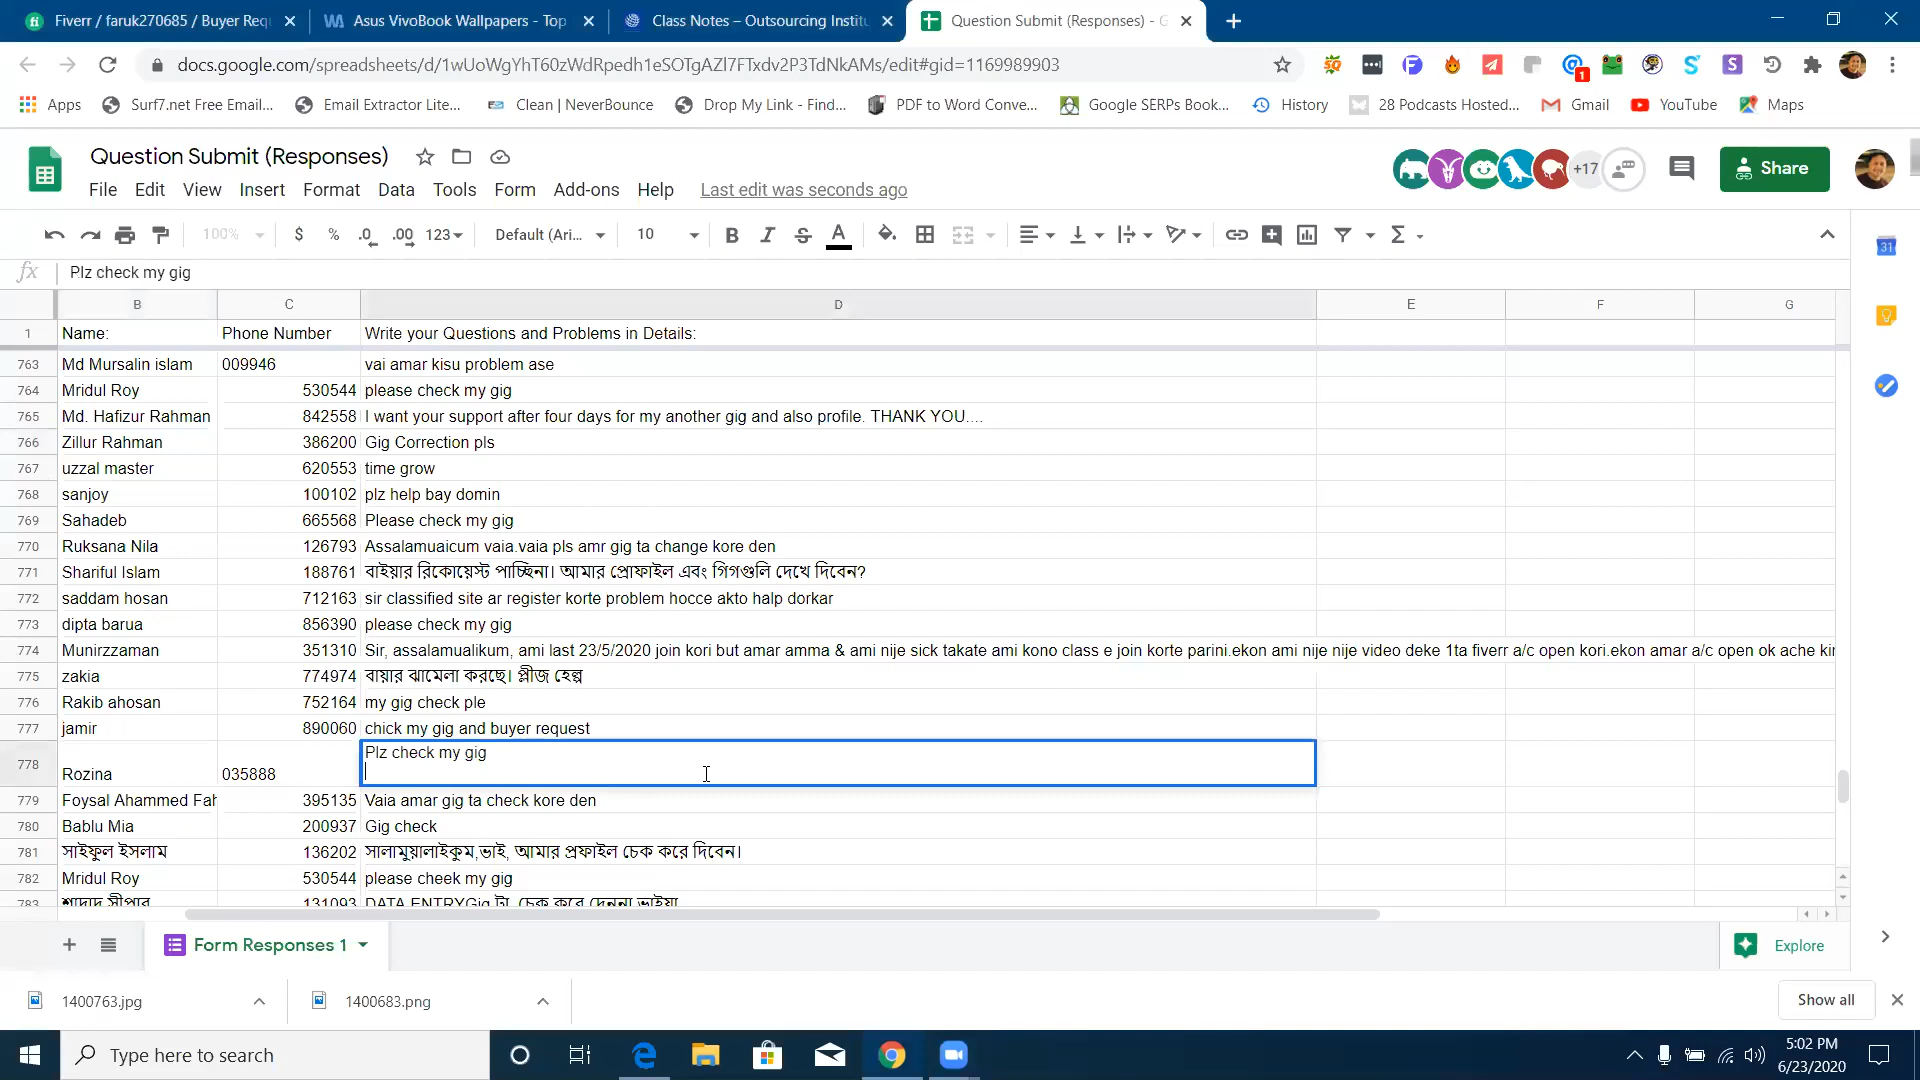 Fiverr / faruk270685 / Buyer Requ
Asus VivoBook Wallpapers - Top
Class Notes – Outsourcing Institu
Question Submit (Responses) - G
docs.google.com/spreadsheets/d/1wUoWgYhT60zWdRpedh1eSOTgAZl7FTxdv2P3TdNkAMs/edit#gid=1169989903
Apps
Surf7.net Free Email...
Email Extractor Lite...
Clean | NeverBounce
Drop My Link - Find...
PDF to Word Conve...
Google SERPs Book...
History
28 Podcasts Hosted...
Gmail
YouTube
Maps
Question Submit (Responses)
+17
Share
File Edit View Insert Format Data Tools Form Add-ons Help Last edit was seconds ago
100% $ % .0 .00 123 Default (Ari... 10 B I S A
fx Plz check my gig
B C D E F G
1 Name: Phone Number Write your Questions and Problems in Details:
763 Md Mursalin islam 009946 vai amar kisu problem ase
764 Mridul Roy 530544 please check my gig
765 Md. Hafizur Rahman 842558 I want your support after four days for my another gig and also profile. THANK YOU....
766 Zillur Rahman 386200 Gig Correction pls
767 uzzal master 620553 time grow
768 sanjoy 100102 plz help bay domin
769 Sahadeb 665568 Please check my gig
770 Ruksana Nila 126793 Assalamuaicum vaia.vaia pls amr gig ta change kore den
771 Shariful Islam 188761 বাইয়ার রিকোয়েস্ট পাচ্ছিনা। আমার প্রোফাইল এবং গিগগুলি দেখে দিবেন?
772 saddam hosan 712163 sir classified site ar register korte problem hocce akto halp dorkar
773 dipta barua 856390 please check my gig
774 Munirzzaman 351310 Sir, assalamualikum, ami last 23/5/2020 join kori but amar amma & ami nije sick takate ami kono class e join korte parini.ekon ami nije nije video deke 1ta fiverr a/c open kori.ekon amar a/c open ok ache kir
775 zakia 774974 বায়ার ঝামেলা করছে। প্লীজ হেল্প
776 Rakib ahosan 752164 my gig check ple
777 jamir 890060 chick my gig and buyer request
778 Rozina 035888 Plz check my gig
779 Foysal Ahammed Fah 395135 Vaia amar gig ta check kore den
780 Bablu Mia 200937 Gig check
781 সাইফুল ইসলাম 136202 সালামুয়ালাইকুম,ভাই, আমার প্রফাইল চেক করে দিবেন।
782 Mridul Roy 530544 please cheek my gig
783 131093 DATA ENTRYGig টা চেক করে দেননা ভাইয়া
Form Responses 1
Explore
1400763.jpg
1400683.png
Show all
Type here to search
5:02 PM
6/23/2020